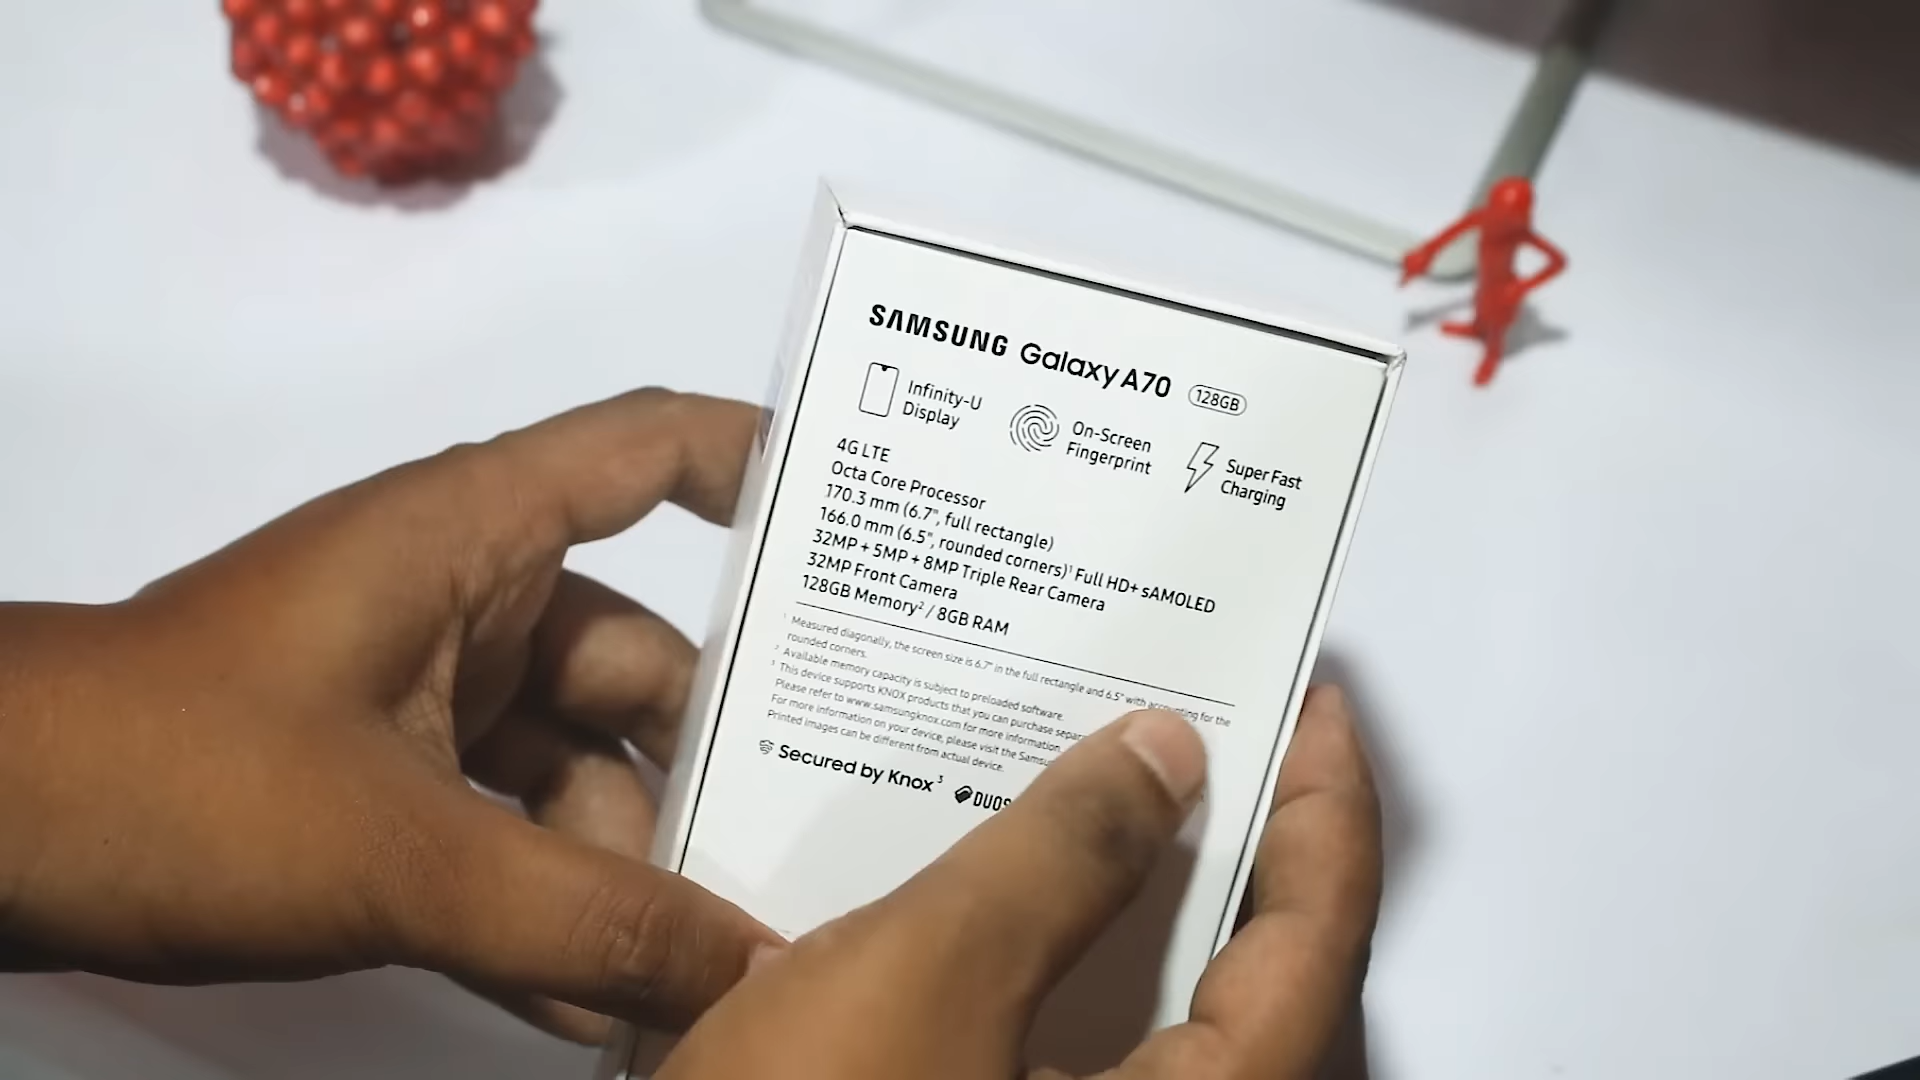 SAMSUNG Galaxy A70 128GB
Infinity-U
Display
On-Screen
Fingerprint
Super Fast
Charging
4G LTE
Octa Core Processor
170.3 mm (6.7", full rectangle)
166.0 mm (6.5", rounded corners)¹ Full HD+ sAMOLED
32MP + 5MP + 8MP Triple Rear Camera
32MP Front Camera
128GB Memory² / 8GB RAM
¹ Measured diagonally, the screen size is 6.7" in the full rectangle and 6.5" with accounting for the
rounded corners.
² Available memory capacity is subject to preloaded software.
³ This device supports KNOX products that you can purchase
Please refer to www.samsungknox.com for more information.
For more information on your device, please visit the
Printed images can be different from actual device.
Secured by Knox³
DUOS